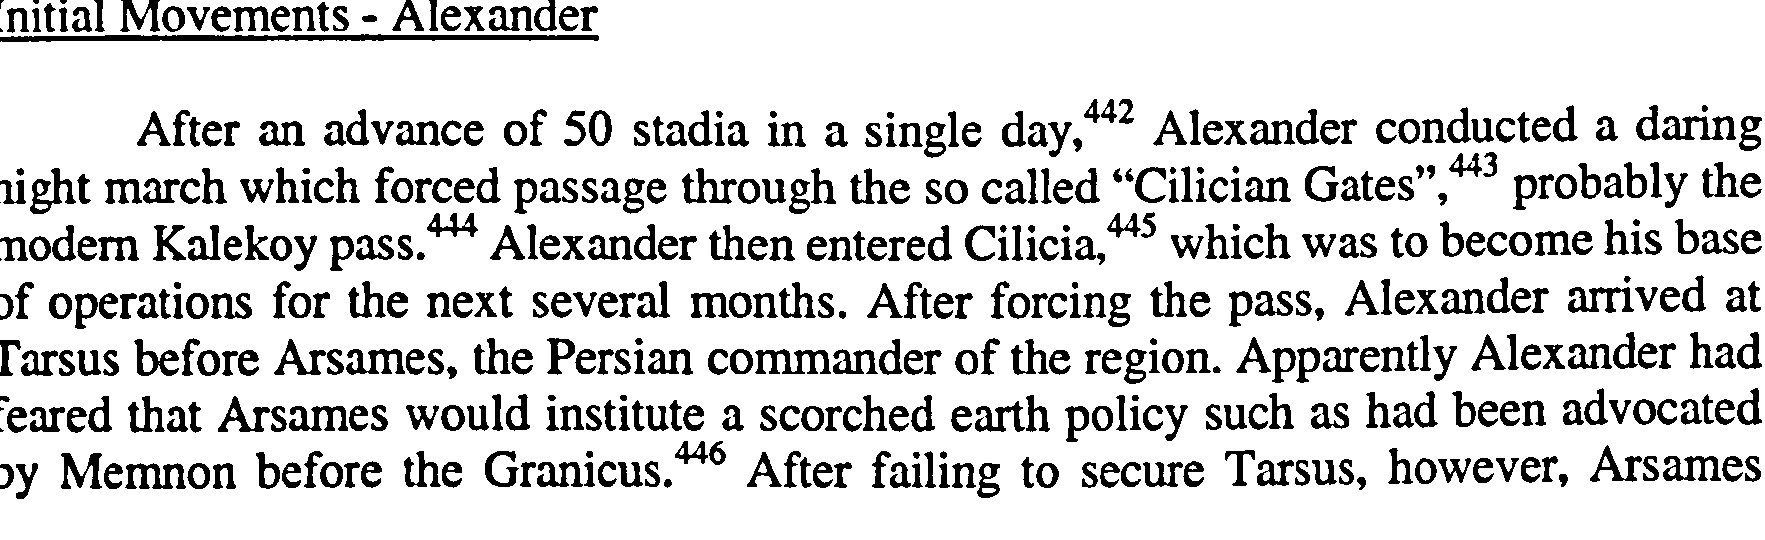 Initial Movements - Alexander
After an advance of 50 stadia in a single day,442 Alexander conducted a daring
night march which forced passage through the so called “Cilician Gates”,443 probably the
modern Kalekoy pass.444 Alexander then entered Cilicia,445 which was to become his base
of operations for the next several months. After forcing the pass, Alexander arrived at
Tarsus before Arsames, the Persian commander of the region. Apparently Alexander had
feared that Arsames would institute a scorched earth policy such as had been advocated
by Memnon before the Granicus.446 After failing to secure Tarsus, however, Arsames